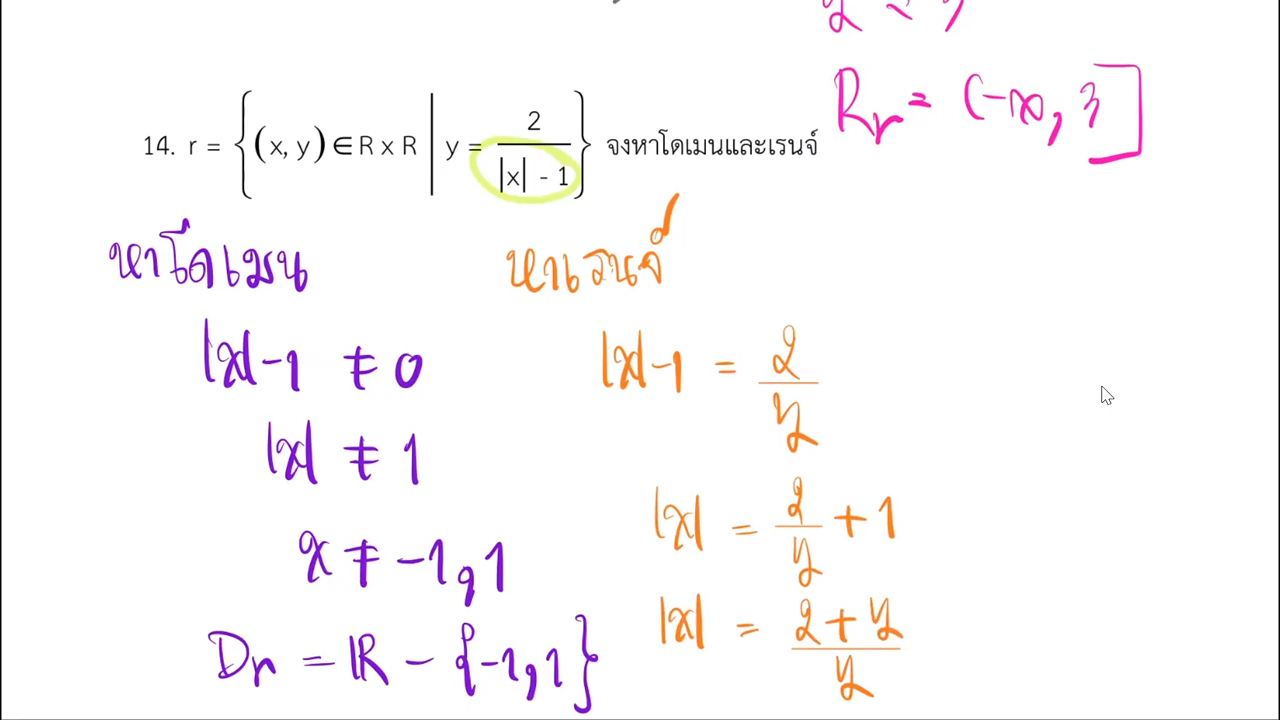 R_r = (-∞, 3]
14. r = {(x, y) ∈ R x R | y = 2/(|x| - 1)} จงหาโดเมนและเรนจ์
หาโดเมน
|x|-1 ≠ 0
|x| ≠ 1
x ≠ -1, 1
D_r = R - {-1, 1}
หาเรนจ์
|x|-1 = 2/y
|x| = 2/y + 1
|x| = (2+y)/y